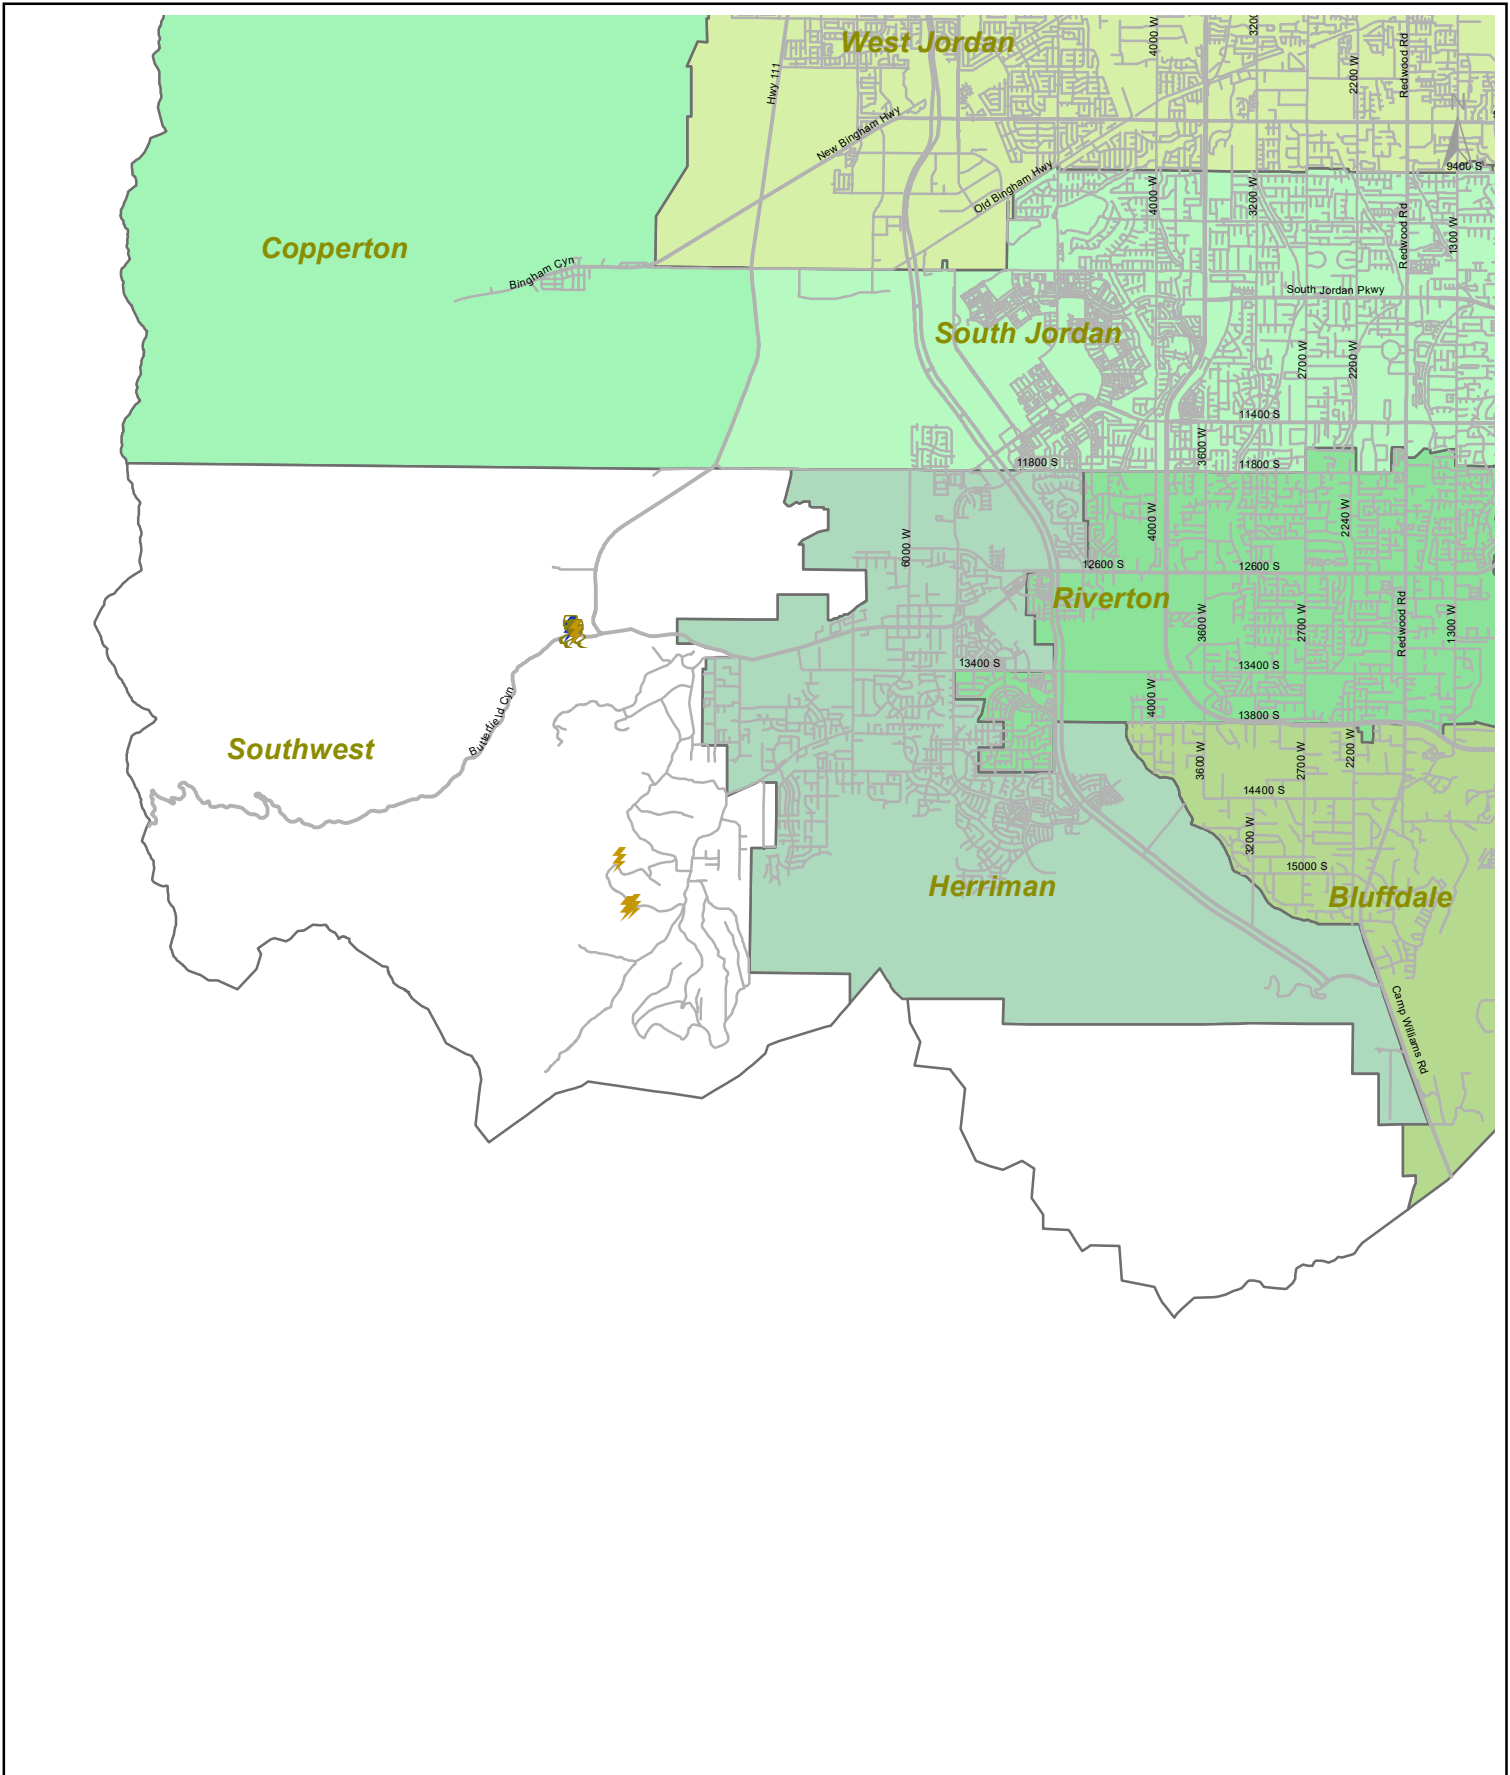 4000 W
3200
West Jordan
2200 W
Redwood Rd
Hwy 111
New Bingham Hwy
9400 S
Old Bingham Hwy
4000 W
3200 W
Redwood Rd
1300 W
Copperton
Bingham Cyn
South Jordan Pkwy
South Jordan
2700 W
2200 W
11400 S
3600 W
11800 S
11800 S
6000 W
4000 W
2240 W
12600 S
12600 S
Riverton
3600 W
2700 W
Redwood Rd
1300 W
13400 S
13400 S
4000 W
13800 S
Butterfield Cyn
Southwest
3600 W
2700 W
2200 W
14400 S
3200 W
15000 S
Herriman
Bluffdale
Camp Williams Rd